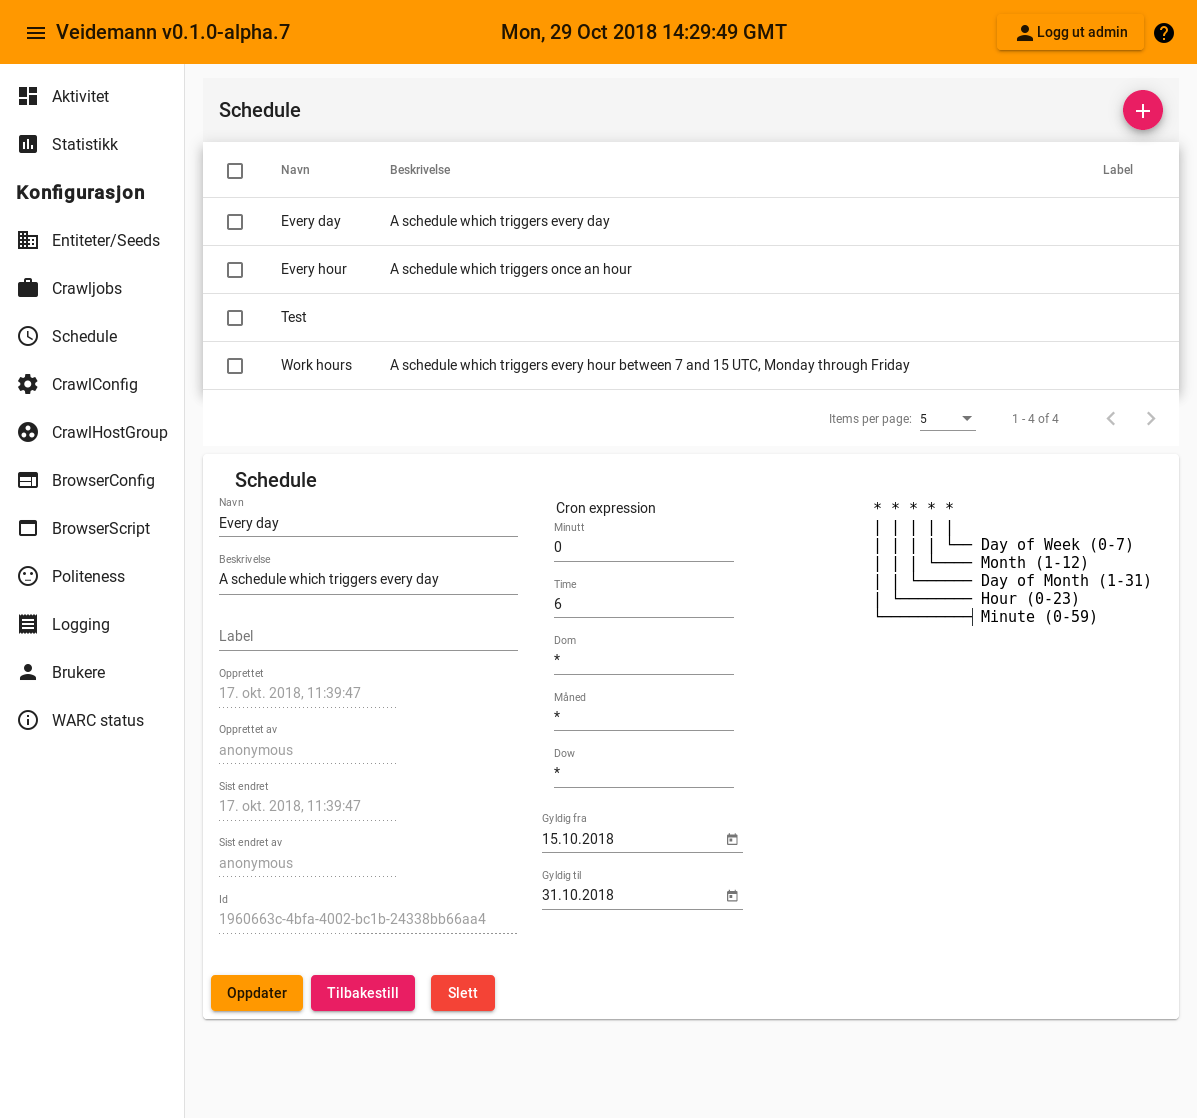 Veidemann v0.1.0-alpha.7
Mon, 29 Oct 2018 14:29:49 GMT
Logg ut admin
Aktivitet
Statistikk
Konfigurasjon
Entiteter/Seeds
Crawljobs
Schedule
CrawlConfig
CrawlHostGroup
BrowserConfig
BrowserScript
Politeness
Logging
Brukere
WARC status
Schedule
Navn Beskrivelse Label
Every day A schedule which triggers every day
Every hour A schedule which triggers once an hour
Test
Work hours A schedule which triggers every hour between 7 and 15 UTC, Monday through Friday
Items per page: 5 1 - 4 of 4
Schedule
Navn
Every day
Beskrivelse
A schedule which triggers every day
Label
Opprettet
17. okt. 2018, 11:39:47
Opprettet av
anonymous
Sist endret
17. okt. 2018, 11:39:47
Sist endret av
anonymous
Id
1960663c-4bfa-4002-bc1b-24338bb66aa4
Cron expression
Minutt
0
Time
6
Dom
*
Måned
*
Dow
*
Gyldig fra
15.10.2018
Gyldig til
31.10.2018
* * * * *
Day of Week (0-7)
Month (1-12)
Day of Month (1-31)
Hour (0-23)
Minute (0-59)
Oppdater Tilbakestill Slett